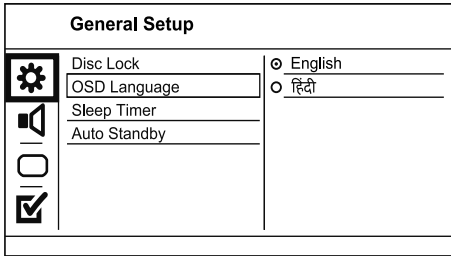 General Setup
Disc Lock
OSD Language
Sleep Timer
Auto Standby
English
हिंदी